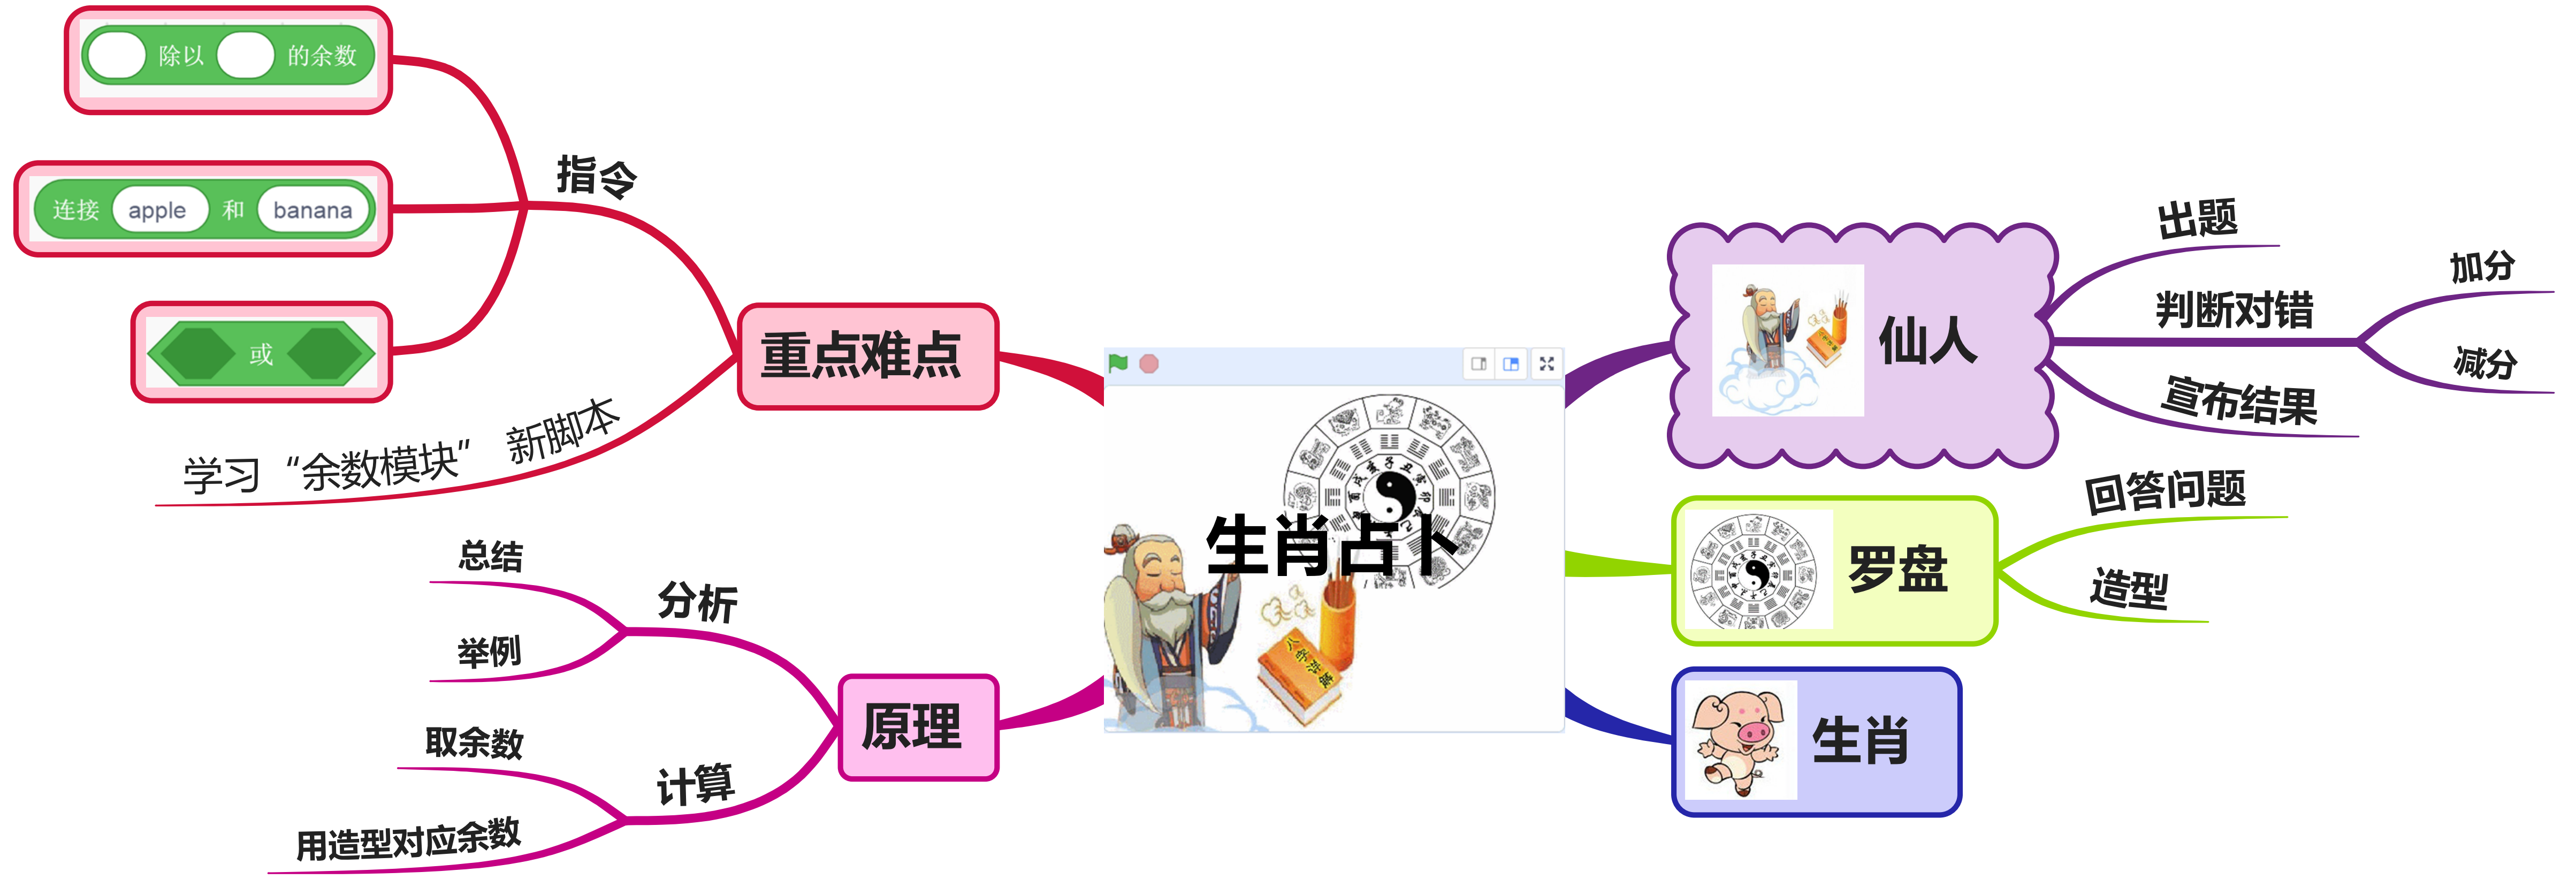 除以 的余数
连接 apple 和 banana
或
指令
学习“余数模块” 新脚本
重点难点
总结
举例
分析
取余数
用造型对应余数
计算
原理
生肖占卜
仙人
出题
判断对错
加分
减分
宣布结果
罗盘
回答问题
造型
生肖